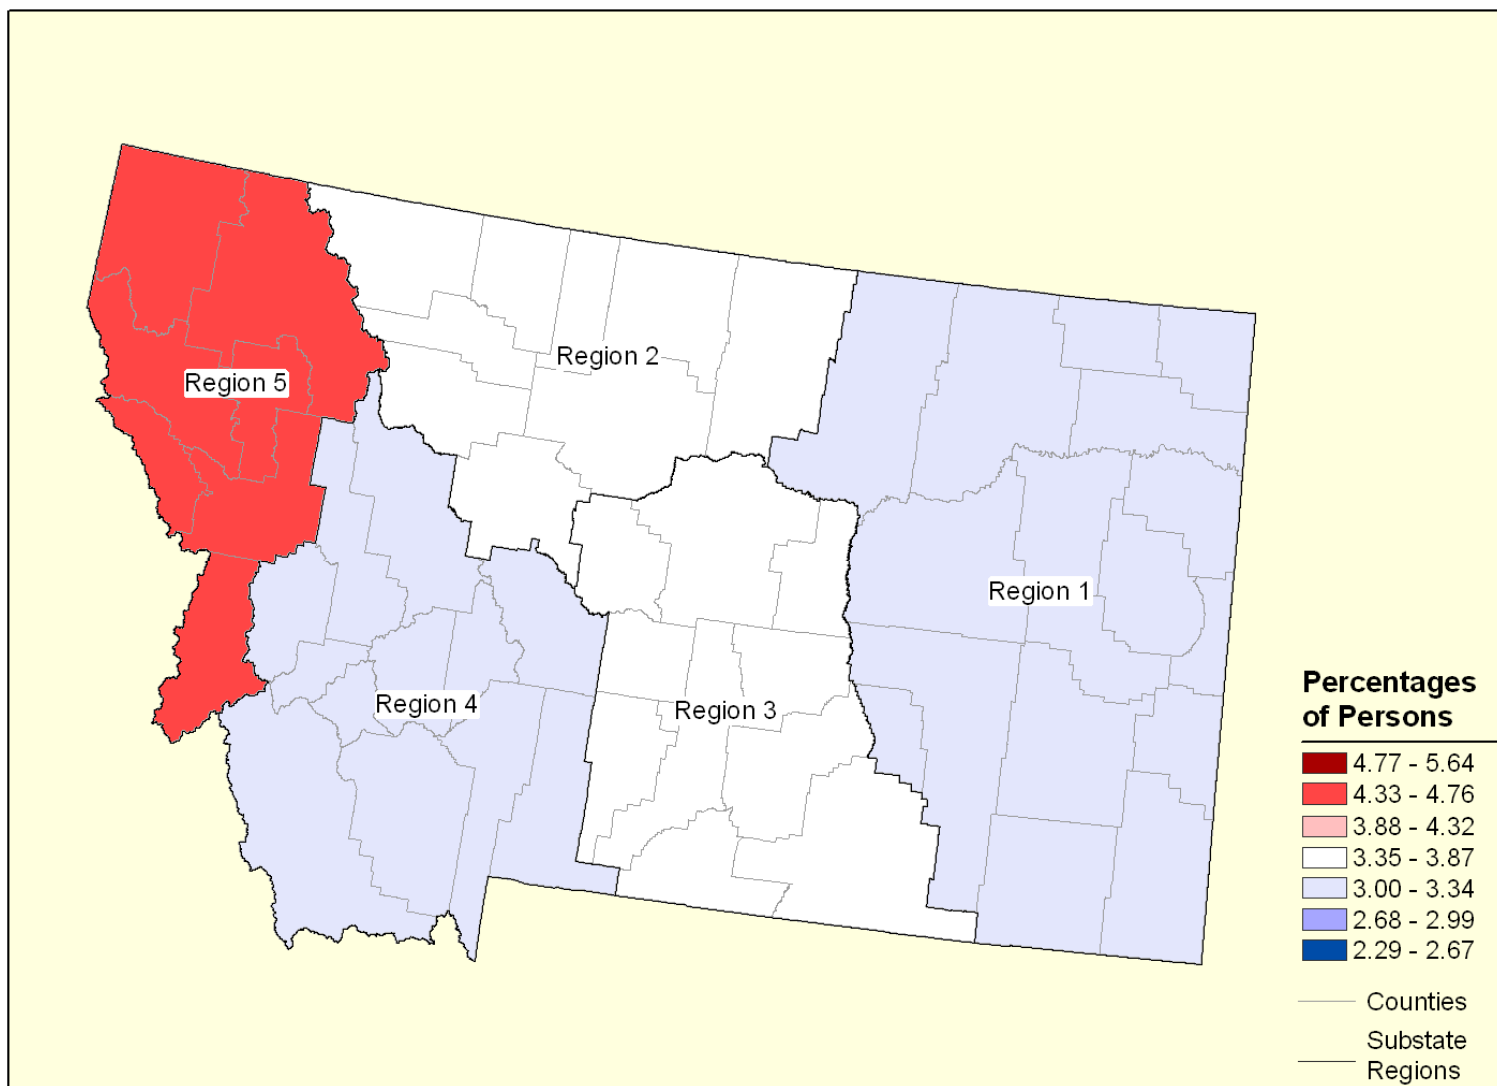 Region 2
Region 5
Region 1
Region 4
Region 3
Percentages
of Persons
4.77 - 5.64
4.33 - 4.76
3.88 - 4.32
3.35 - 3.87
3.00 - 3.34
2.68 - 2.99
2.29 - 2.67
Counties
Substate
Regions